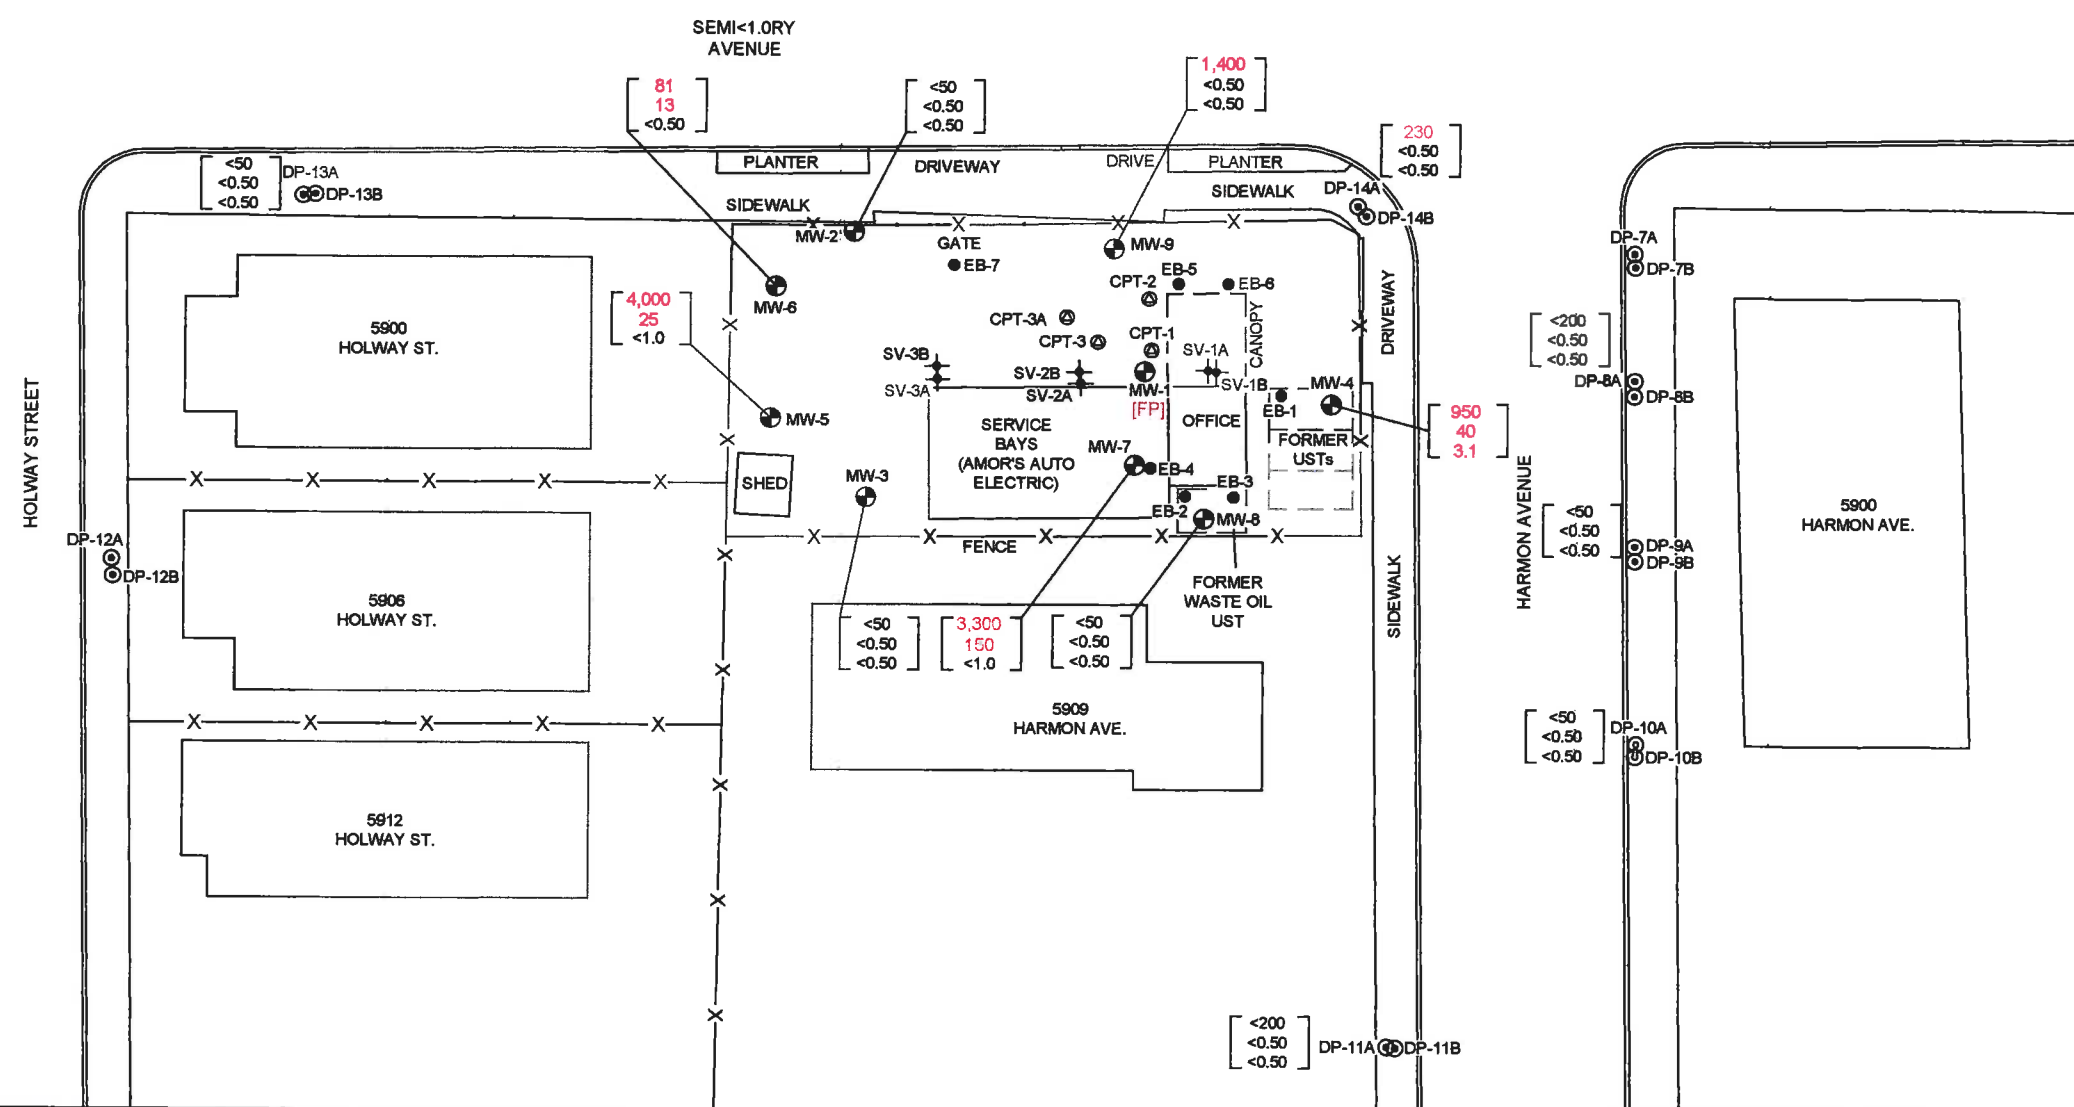 SEMI<1.0RY
AVENUE
81
13
<0.50
<50
<0.50
<0.50
1,400
<0.50
<0.50
230
<0.50
<0.50
<50
<0.50
<0.50
DP-13A
DP-13B
PLANTER
DRIVEWAY
DRIVE
PLANTER
SIDEWALK
SIDEWALK
DP-14A
DP-14B
MW-2
GATE
EB-7
MW-9
MW-6
EB-5
EB-6
CPT-2
CPT-3A
CPT-3
CPT-1
CANOPY
DRIVEWAY
DP-7A
DP-7B
4,000
25
<1.0
5900
HOLWAY ST.
SV-3B
SV-3A
SV-2B
SV-2A
SV-1A
SV-1B
MW-1
[FP]
MW-4
EB-1
<200
<0.50
<0.50
DP-8A
DP-8B
HOLWAY STREET
MW-5
SERVICE
BAYS
(AMOR'S AUTO
ELECTRIC)
OFFICE
FORMER
USTs
950
40
3.1
MW-7
EB-4
SHED
MW-3
EB-3
EB-2
MW-8
FENCE
HARMON AVENUE
<50
<0.50
<0.50
DP-9A
DP-9B
5900
HARMON AVE.
DP-12A
DP-12B
5906
HOLWAY ST.
FORMER
WASTE OIL
UST
SIDEWALK
<50
<0.50
<0.50
3,300
150
<1.0
<50
<0.50
<0.50
5909
HARMON AVE.
<50
<0.50
<0.50
DP-10A
DP-10B
5912
HOLWAY ST.
<200
<0.50
<0.50
DP-11A
DP-11B